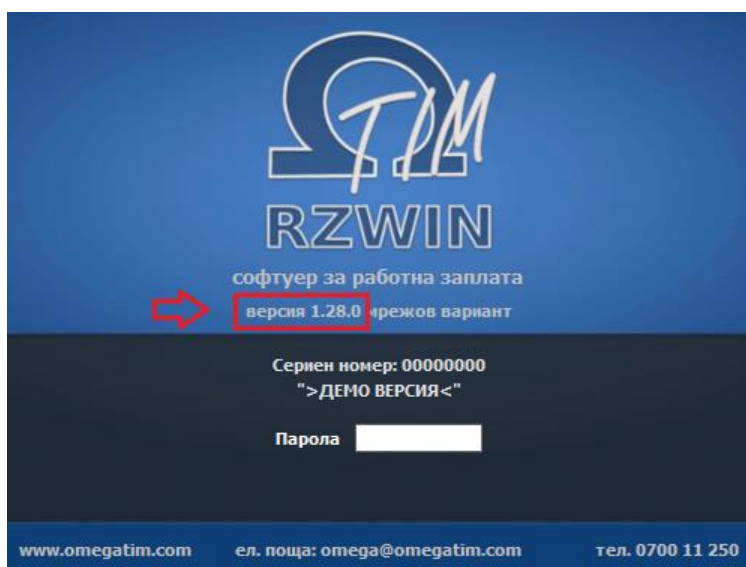 Ω TIM
RZWIN
софтуер за работна заплата
версия 1.28.0 мрежов вариант
Сериен номер: 00000000
">ДЕМО ВЕРСИЯ<"
Парола
www.omegatim.com ел. поща: omega@omegatim.com тел. 0700 11 250